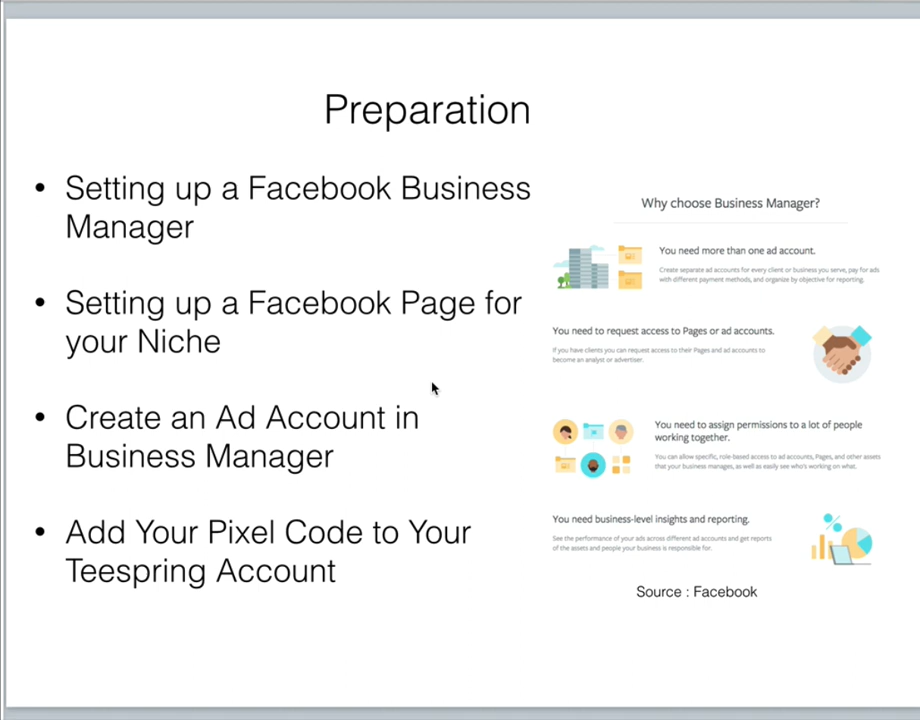 Preparation
• Setting up a Facebook Business
Manager
• Setting up a Facebook Page for
your Niche
• Create an Ad Account in
Business Manager
• Add Your Pixel Code to Your
Teespring Account
Why choose Business Manager?
You need more than one ad account.
Create separate ad accounts for every client or business you serve, pay for ads
with different payment methods, and organize by objective for reporting.
You need to request access to Pages or ad accounts.
If you have clients you can request access to their Pages and ad accounts to
become an analyst or advertiser.
You need to assign permissions to a lot of people
working together.
You can allow specific, role-based access to ad accounts, Pages, and other assets
that your business manages, as well as easily see who's working on what.
You need business-level insights and reporting.
See the performance of your ads across different ad accounts and get reports
of the assets and people your business is responsible for.
Source : Facebook